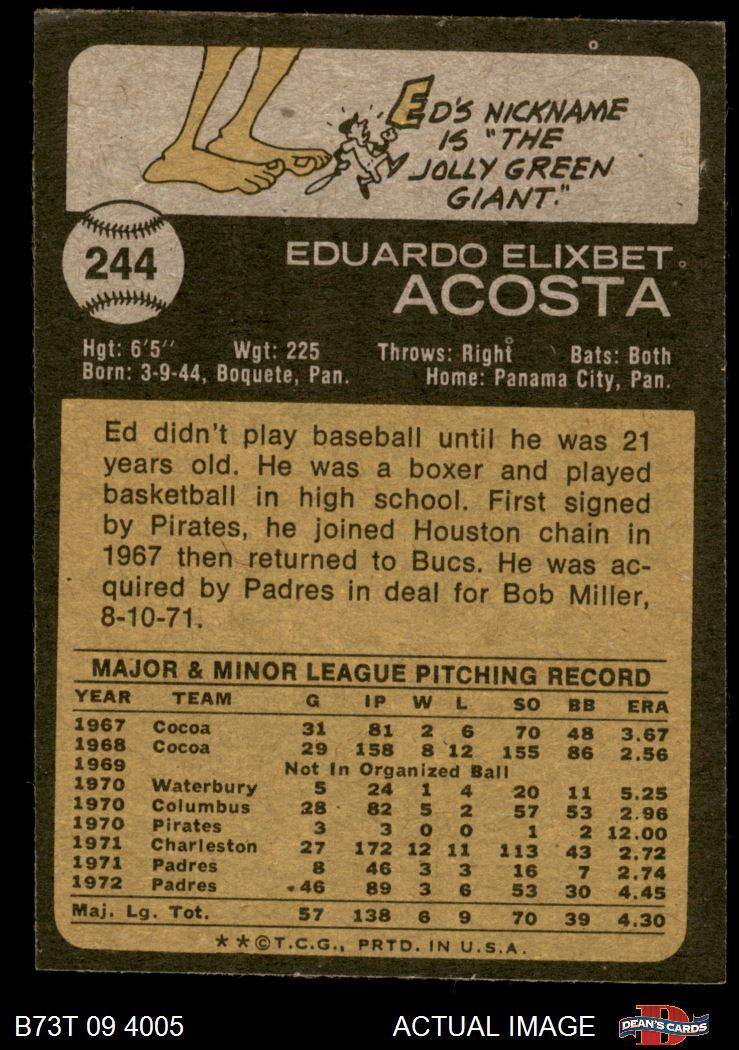 ED'S NICKNAME
IS "THE
JOLLY GREEN
GIANT."
244
EDUARDO ELIXBET
ACOSTA
Hgt: 6'5" Wgt: 225 Throws: Right Bats: Both
Born: 3-9-44, Boquete, Pan. Home: Panama City, Pan.
Ed didn't play baseball until he was 21
years old. He was a boxer and played
basketball in high school. First signed
by Pirates, he joined Houston chain in
1967 then returned to Bucs. He was ac-
quired by Padres in deal for Bob Miller,
8-10-71.
MAJOR & MINOR LEAGUE PITCHING RECORD
YEAR TEAM G IP W L SO BB ERA
1967 Cocoa 31 81 2 6 70 48 3.67
1968 Cocoa 29 158 8 12 155 86 2.56
1969 Not In Organized Ball
1970 Waterbury 5 24 1 4 20 11 5.25
1970 Columbus 28 82 5 2 57 53 2.96
1970 Pirates 3 3 0 0 1 2 12.00
1971 Charleston 27 172 12 11 113 43 2.72
1971 Padres 8 46 3 3 16 7 2.74
1972 Padres 46 89 3 6 53 30 4.45
Maj. Lg. Tot. 57 138 6 9 70 39 4.30
**©T.C.G., PRTD. IN U.S.A.
B73T 09 4005 ACTUAL IMAGE
D
DEAN'S CARDS